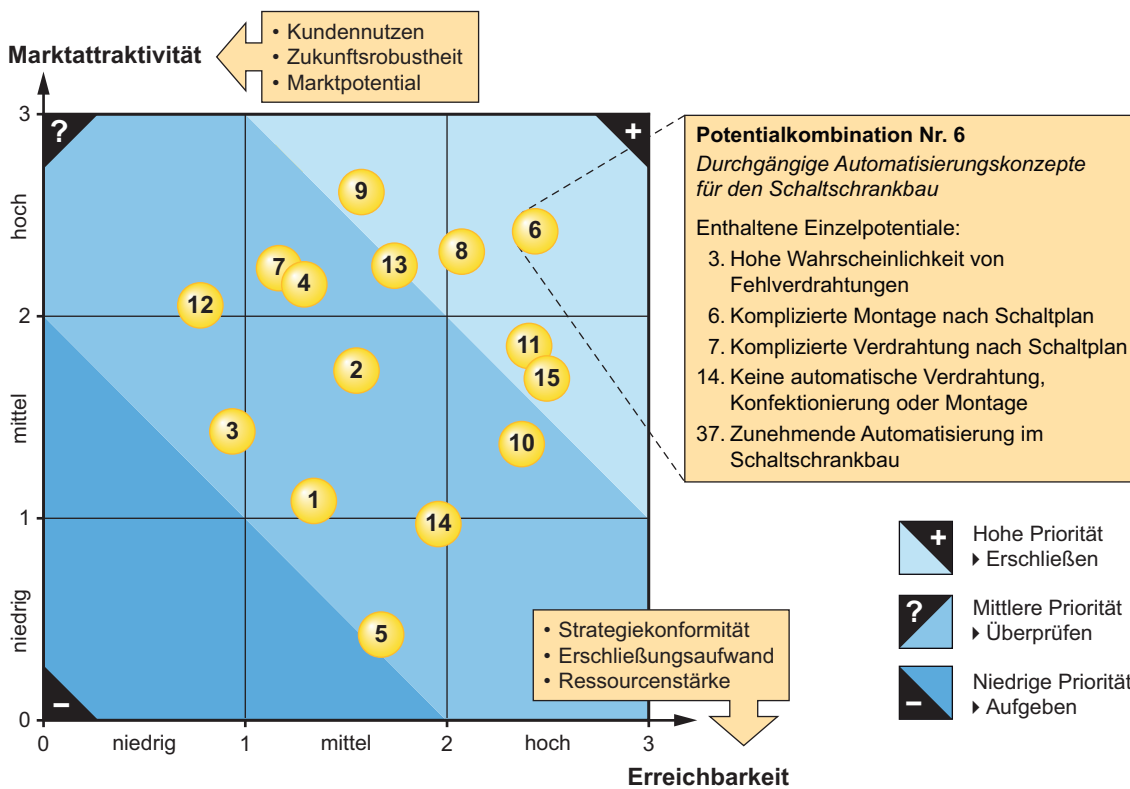 • Kundennutzen
Marktattraktivität
• Zukunftsrobustheit
• Marktpotential
3
?
+
Potentialkombination Nr. 6
Durchgängige Automatisierungskonzepte
für den Schaltschrankbau
Enthaltene Einzelpotentiale:
3. Hohe Wahrscheinlichkeit von
Fehlverdrahtungen
6. Komplizierte Montage nach Schaltplan
7. Komplizierte Verdrahtung nach Schaltplan
14. Keine automatische Verdrahtung,
Konfektionierung oder Montage
37. Zunehmende Automatisierung im
Schaltschrankbau
hoch
9
6
8
7
13
4
12
2
11
2
15
mittel
3
10
1
14
1
niedrig
5
–
0
• Strategiekonformität
• Erschließungsaufwand
• Ressourcenstärke
0
niedrig
1
mittel
2
hoch
3
Erreichbarkeit
+
Hohe Priorität
▸ Erschließen
?
Mittlere Priorität
▸ Überprüfen
–
Niedrige Priorität
▸ Aufgeben